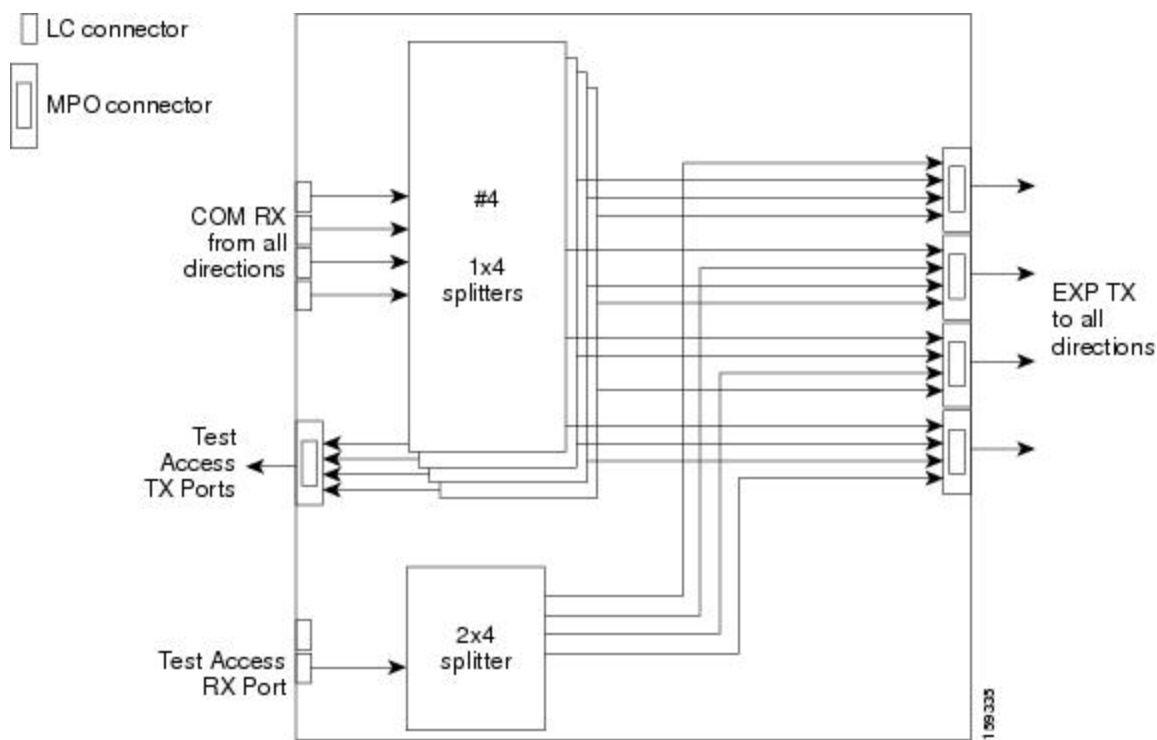 LC connector
MPO connector
COM RX
from all
directions
#4
1x4
splitters
EXP TX
to all
directions
Test
Access
TX Ports
2x4
splitter
Test Access
RX Port
159335